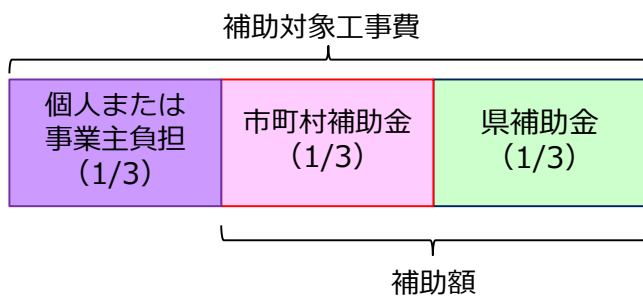 補助対象工事費
個人または
事業主負担
（1/3）
市町村補助金
（1/3）
県補助金
（1/3）
補助額